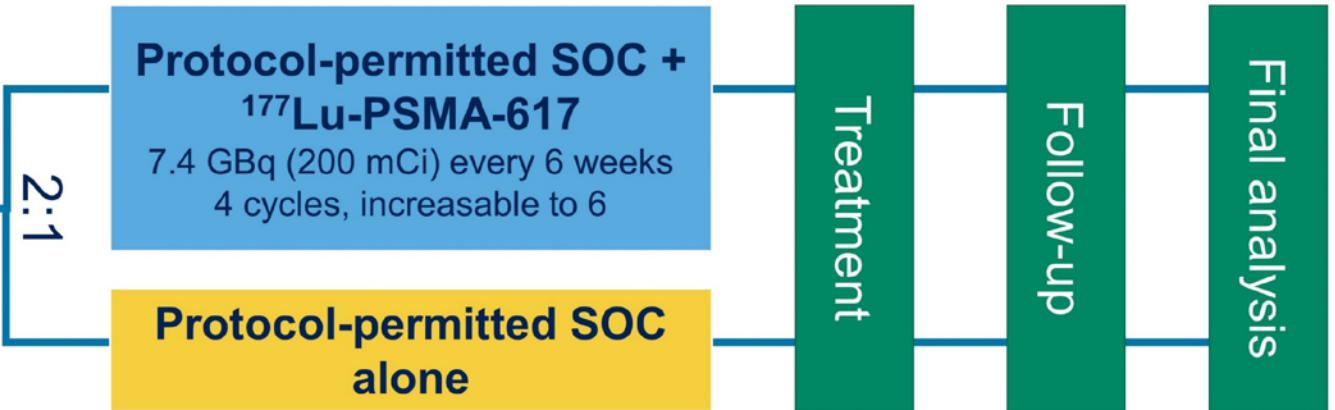 2:1
Protocol-permitted SOC +
¹⁷⁷Lu-PSMA-617
7.4 GBq (200 mCi) every 6 weeks
4 cycles, increasable to 6
Protocol-permitted SOC
alone
Treatment
Follow-up
Final analysis